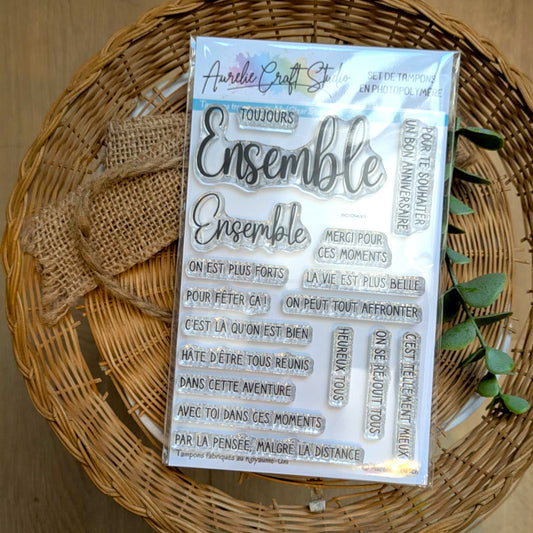 Aurelie Craft Studio
SET DE TAMPONS
EN PHOTOPOLYMÈRE
TOUJOURS
Ensemble
Ensemble
POUR TE SOUHAITER
UN BON ANNIVERSAIRE
MERCI POUR
CES MOMENTS
ON EST PLUS FORTS
LA VIE EST PLUS BELLE
POUR FÊTER ÇA !
ON PEUT TOUT AFFRONTER
C'EST LÀ QU'ON EST BIEN
HÂTE D'ÊTRE TOUS RÉUNIS
DANS CETTE AVENTURE
AVEC TOI DANS CES MOMENTS
PAR LA PENSÉE, MALGRÉ LA DISTANCE
HEUREUX TOUS
ON SE RÉJOUIT TOUS
C'EST TELLEMENT MIEUX
Tampons fabriqués au Royaume-Uni